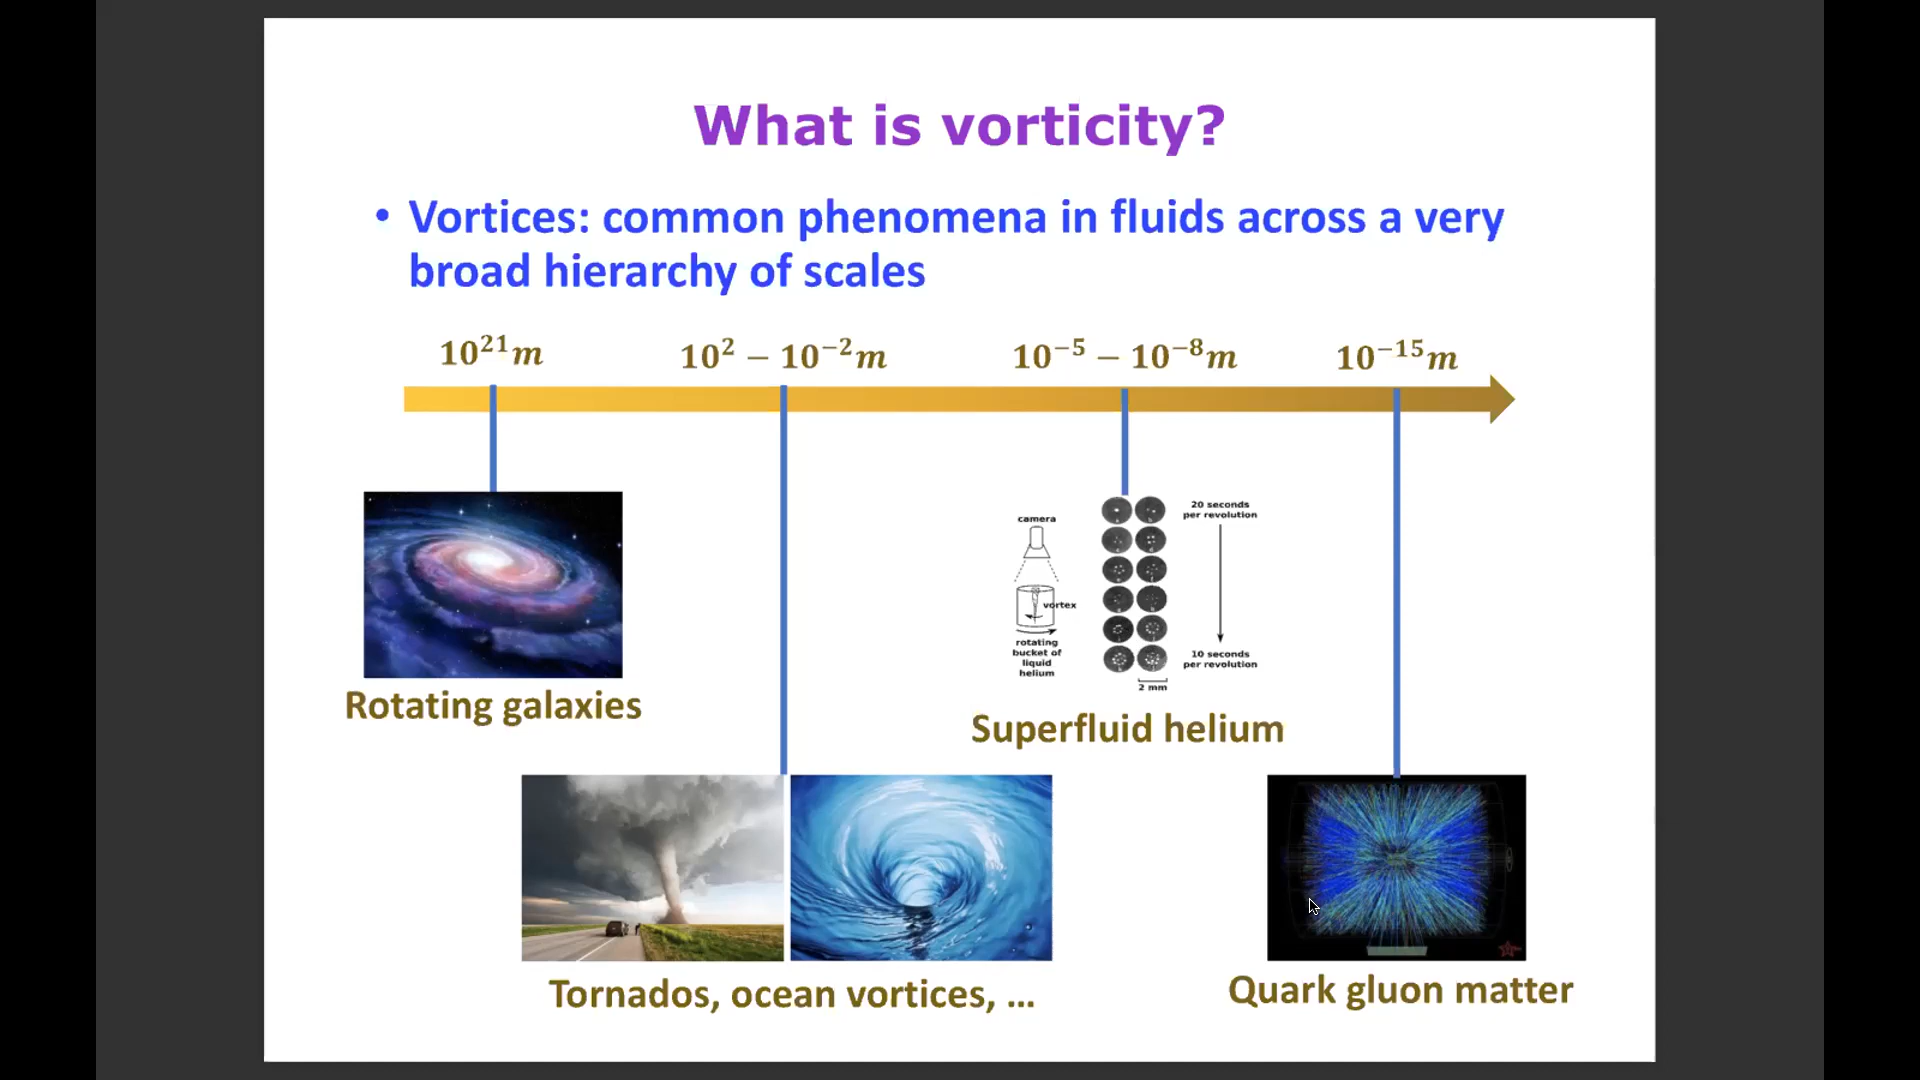 What is vorticity?
• Vortices: common phenomena in fluids across a very
broad hierarchy of scales
10²¹m
10² − 10⁻²m
10⁻⁵ − 10⁻⁸m
10⁻¹⁵m
camera
vortex
rotating
bucket of
liquid
helium
20 seconds
per revolution
10 seconds
per revolution
2 mm
Rotating galaxies
Superfluid helium
Tornados, ocean vortices, ...
Quark gluon matter